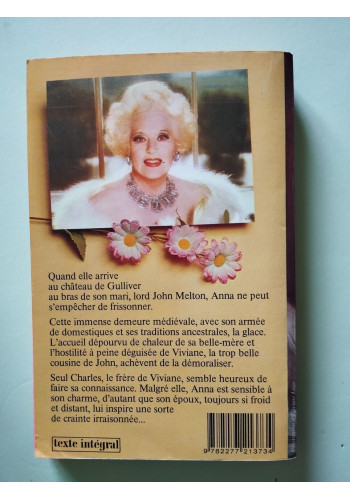 Quand elle arrive
au château de Gulliver
au bras de son mari, lord John Melton, Anna ne peut
s'empêcher de frissonner.
Cette immense demeure médiévale, avec son armée
de domestiques et ses traditions ancestrales, la glace.
L'accueil dépourvu de chaleur de sa belle-mère et
l'hostilité à peine déguisée de Viviane, la trop belle
cousine de John, achèvent de la démoraliser.
Seul Charles, le frère de Viviane, semble heureux de
faire sa connaissance. Malgré elle, Anna est sensible à
son charme, d'autant que son époux, toujours si froid
et distant, lui inspire une sorte
de crainte irraisonnée...
texte intégral
9782277213734